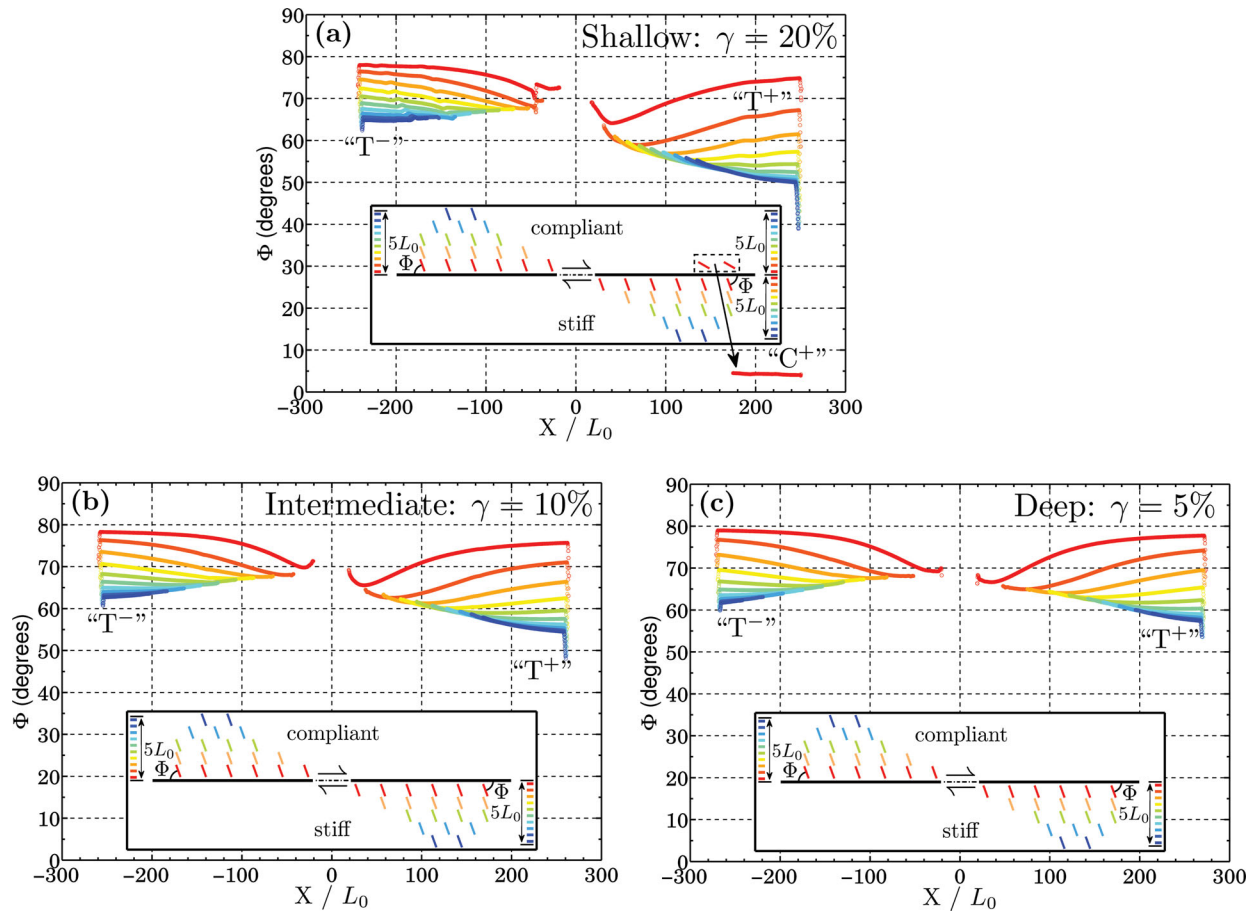 (a) Shallow: γ = 20%
90
80
70
60
50
40
30
20
10
0
Φ (degrees)
“T−”
“T+”
“C+”
compliant
stiff
5L0
5L0
5L0
Φ
Φ
−300 −200 −100 0 100 200 300
X / L0
(b) Intermediate: γ = 10%
90
80
70
60
50
40
30
20
10
0
Φ (degrees)
“T−”
“T+”
compliant
stiff
5L0
5L0
Φ
Φ
−300 −200 −100 0 100 200 300
X / L0
(c) Deep: γ = 5%
90
80
70
60
50
40
30
20
10
0
Φ (degrees)
“T−”
“T+”
compliant
stiff
5L0
5L0
Φ
Φ
−300 −200 −100 0 100 200 300
X / L0